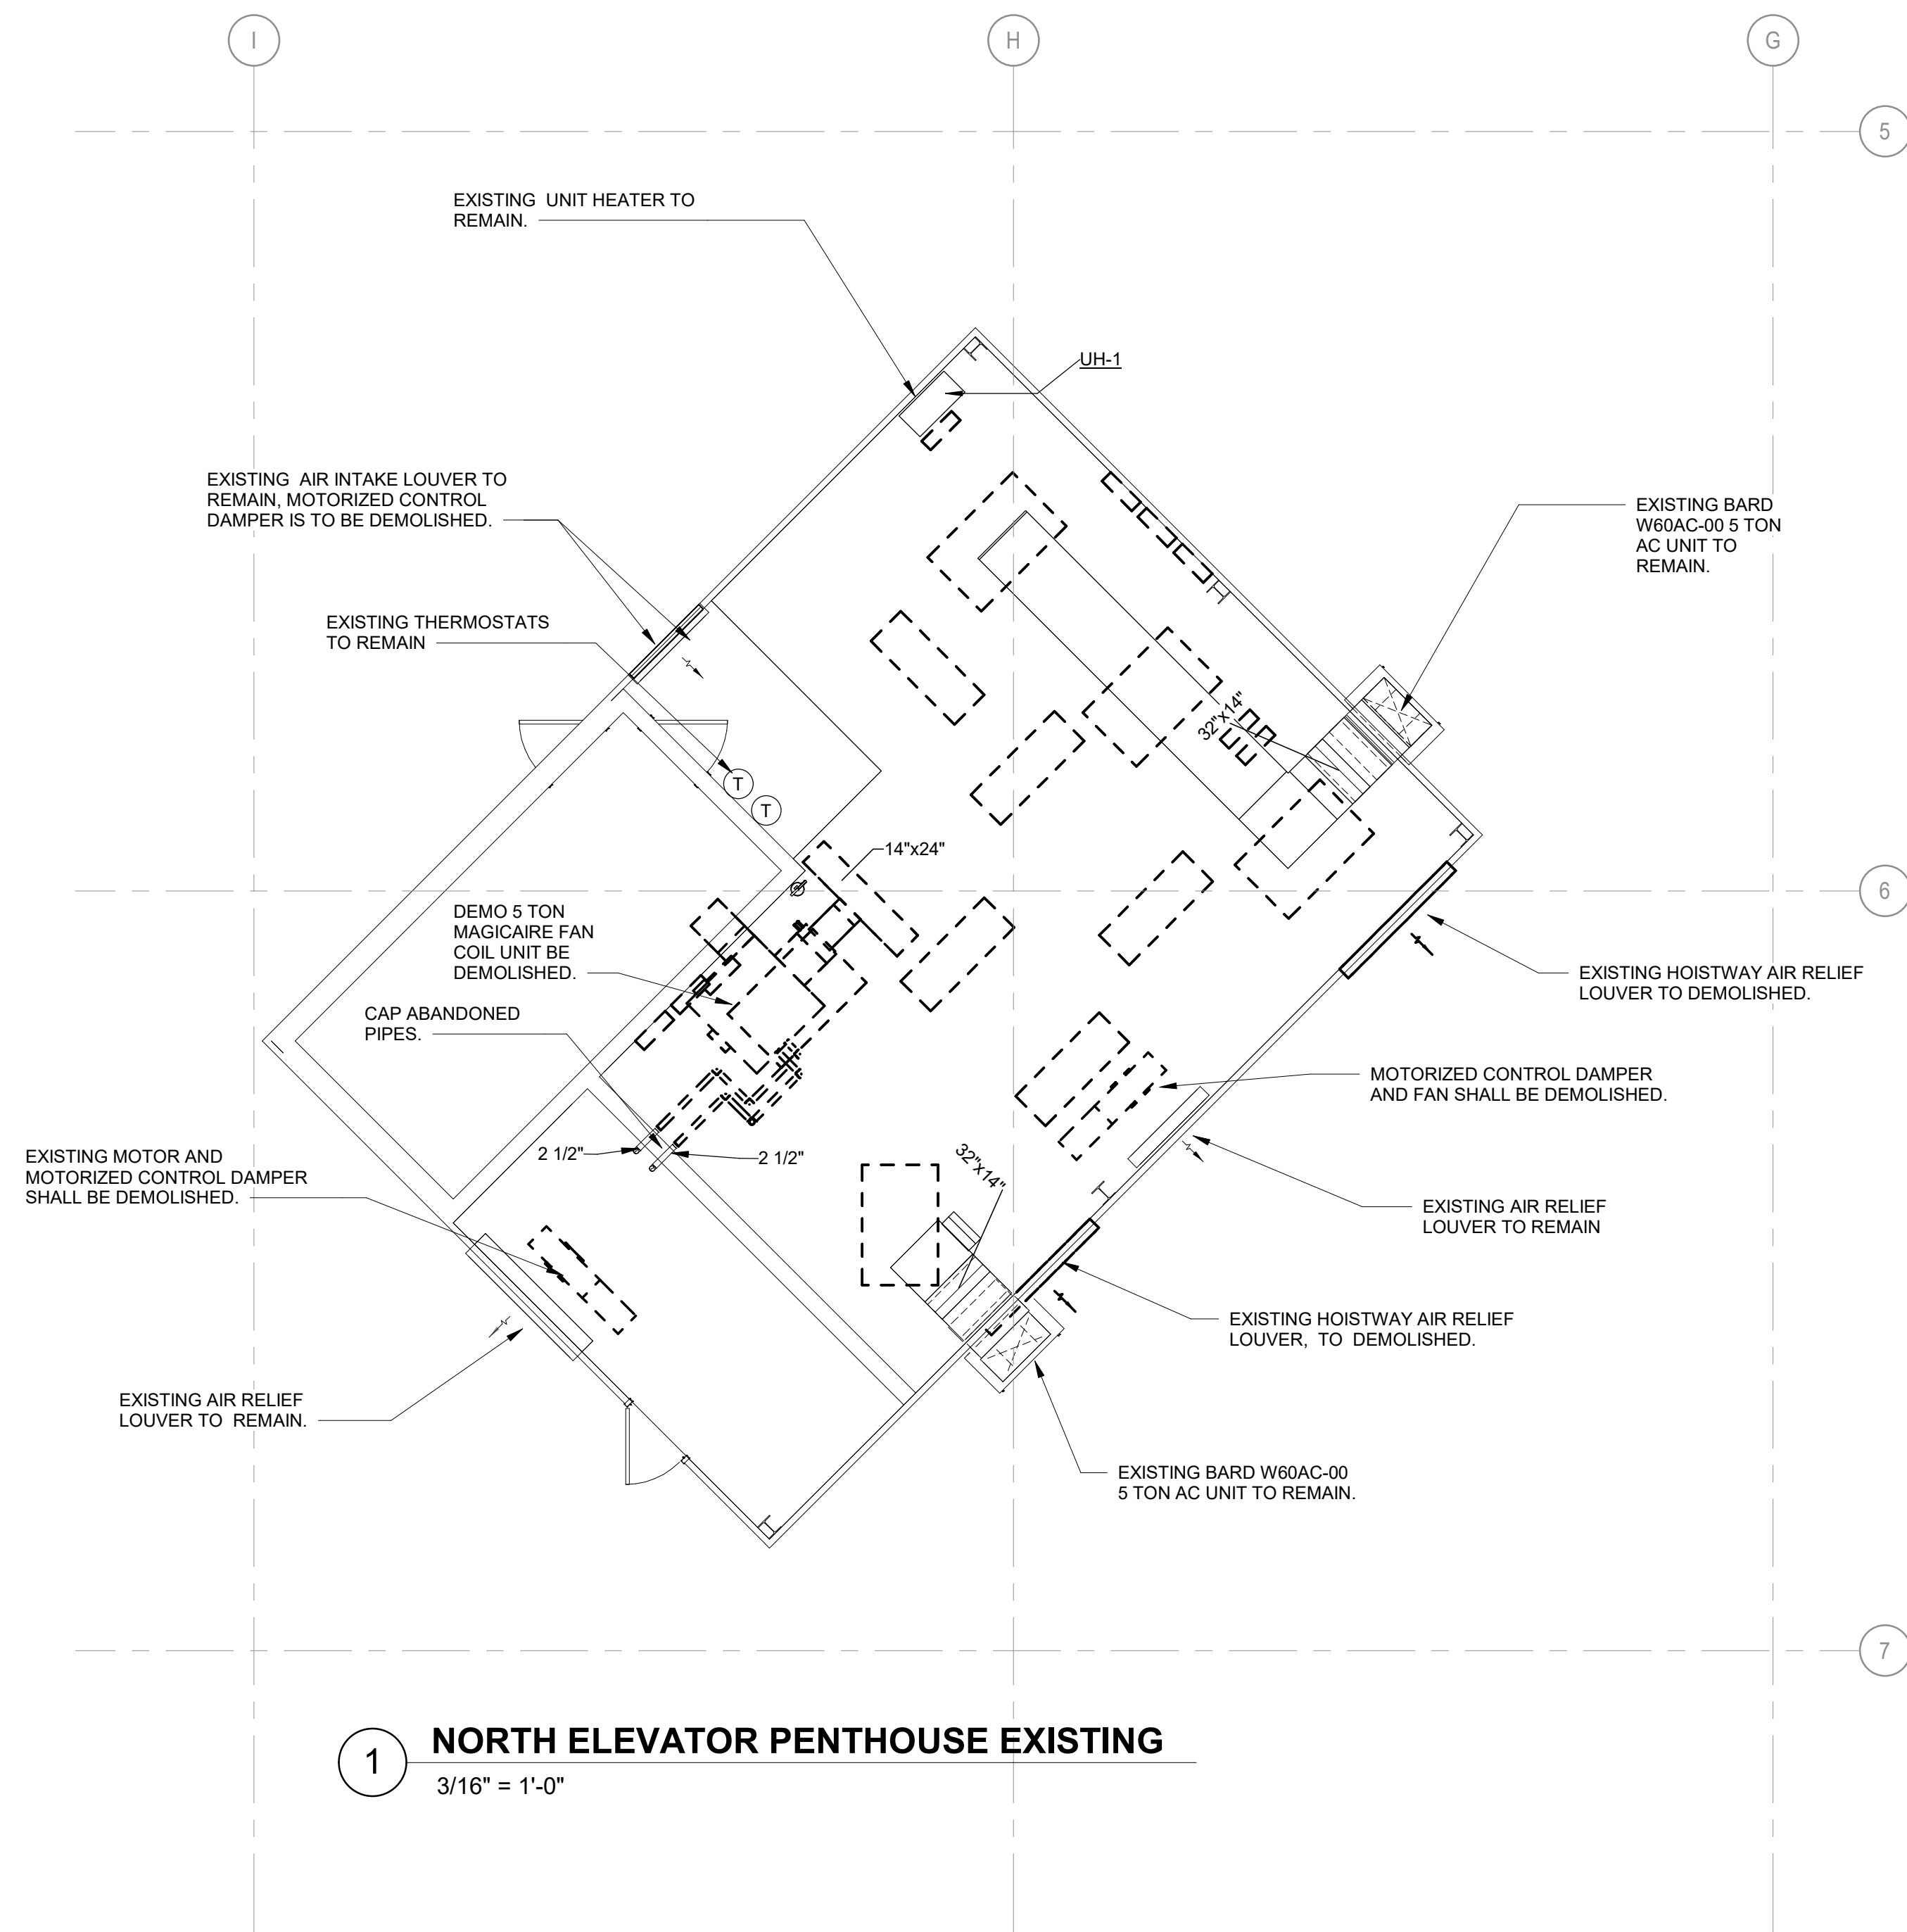 I
H
G
5
EXISTING UNIT HEATER TO
REMAIN.
UH-1
EXISTING AIR INTAKE LOUVER TO
REMAIN, MOTORIZED CONTROL
DAMPER IS TO BE DEMOLISHED.
EXISTING BARD
W60AC-00 5 TON
AC UNIT TO
REMAIN.
EXISTING THERMOSTATS
TO REMAIN
32"x14"
T
T
14"x24"
6
DEMO 5 TON
MAGICAIRE FAN
COIL UNIT BE
DEMOLISHED.
EXISTING HOISTWAY AIR RELIEF
LOUVER TO DEMOLISHED.
CAP ABANDONED
PIPES.
MOTORIZED CONTROL DAMPER
AND FAN SHALL BE DEMOLISHED.
EXISTING MOTOR AND
MOTORIZED CONTROL DAMPER
SHALL BE DEMOLISHED.
2 1/2"
2 1/2"
32"x14"
EXISTING AIR RELIEF
LOUVER TO REMAIN
EXISTING HOISTWAY AIR RELIEF
LOUVER, TO DEMOLISHED.
EXISTING AIR RELIEF
LOUVER TO REMAIN.
EXISTING BARD W60AC-00
5 TON AC UNIT TO REMAIN.
7
1
NORTH ELEVATOR PENTHOUSE EXISTING
3/16" = 1'-0"